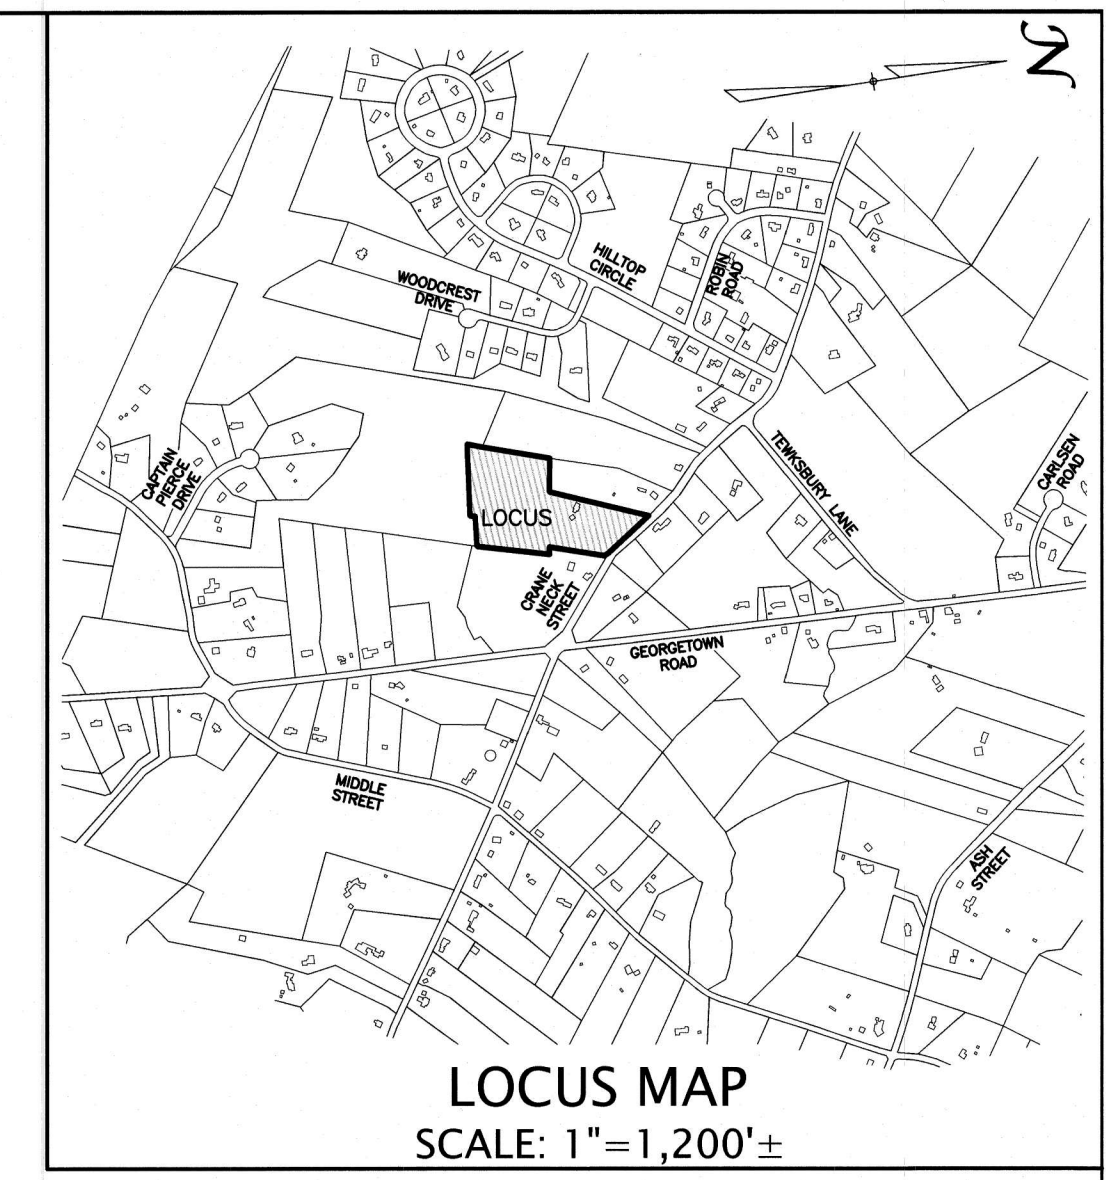 N
HILLTOP
CIRCLE
ROBIN
ROAD
WOODCREST
DRIVE
CAPTAIN
PIERCE
DRIVE
TEWKSBURY LANE
CARLSEN
ROAD
LOCUS
CRANE
NECK
STREET
GEORGETOWN
ROAD
MIDDLE
STREET
ASH
STREET
LOCUS MAP
SCALE: 1"=1,200'±